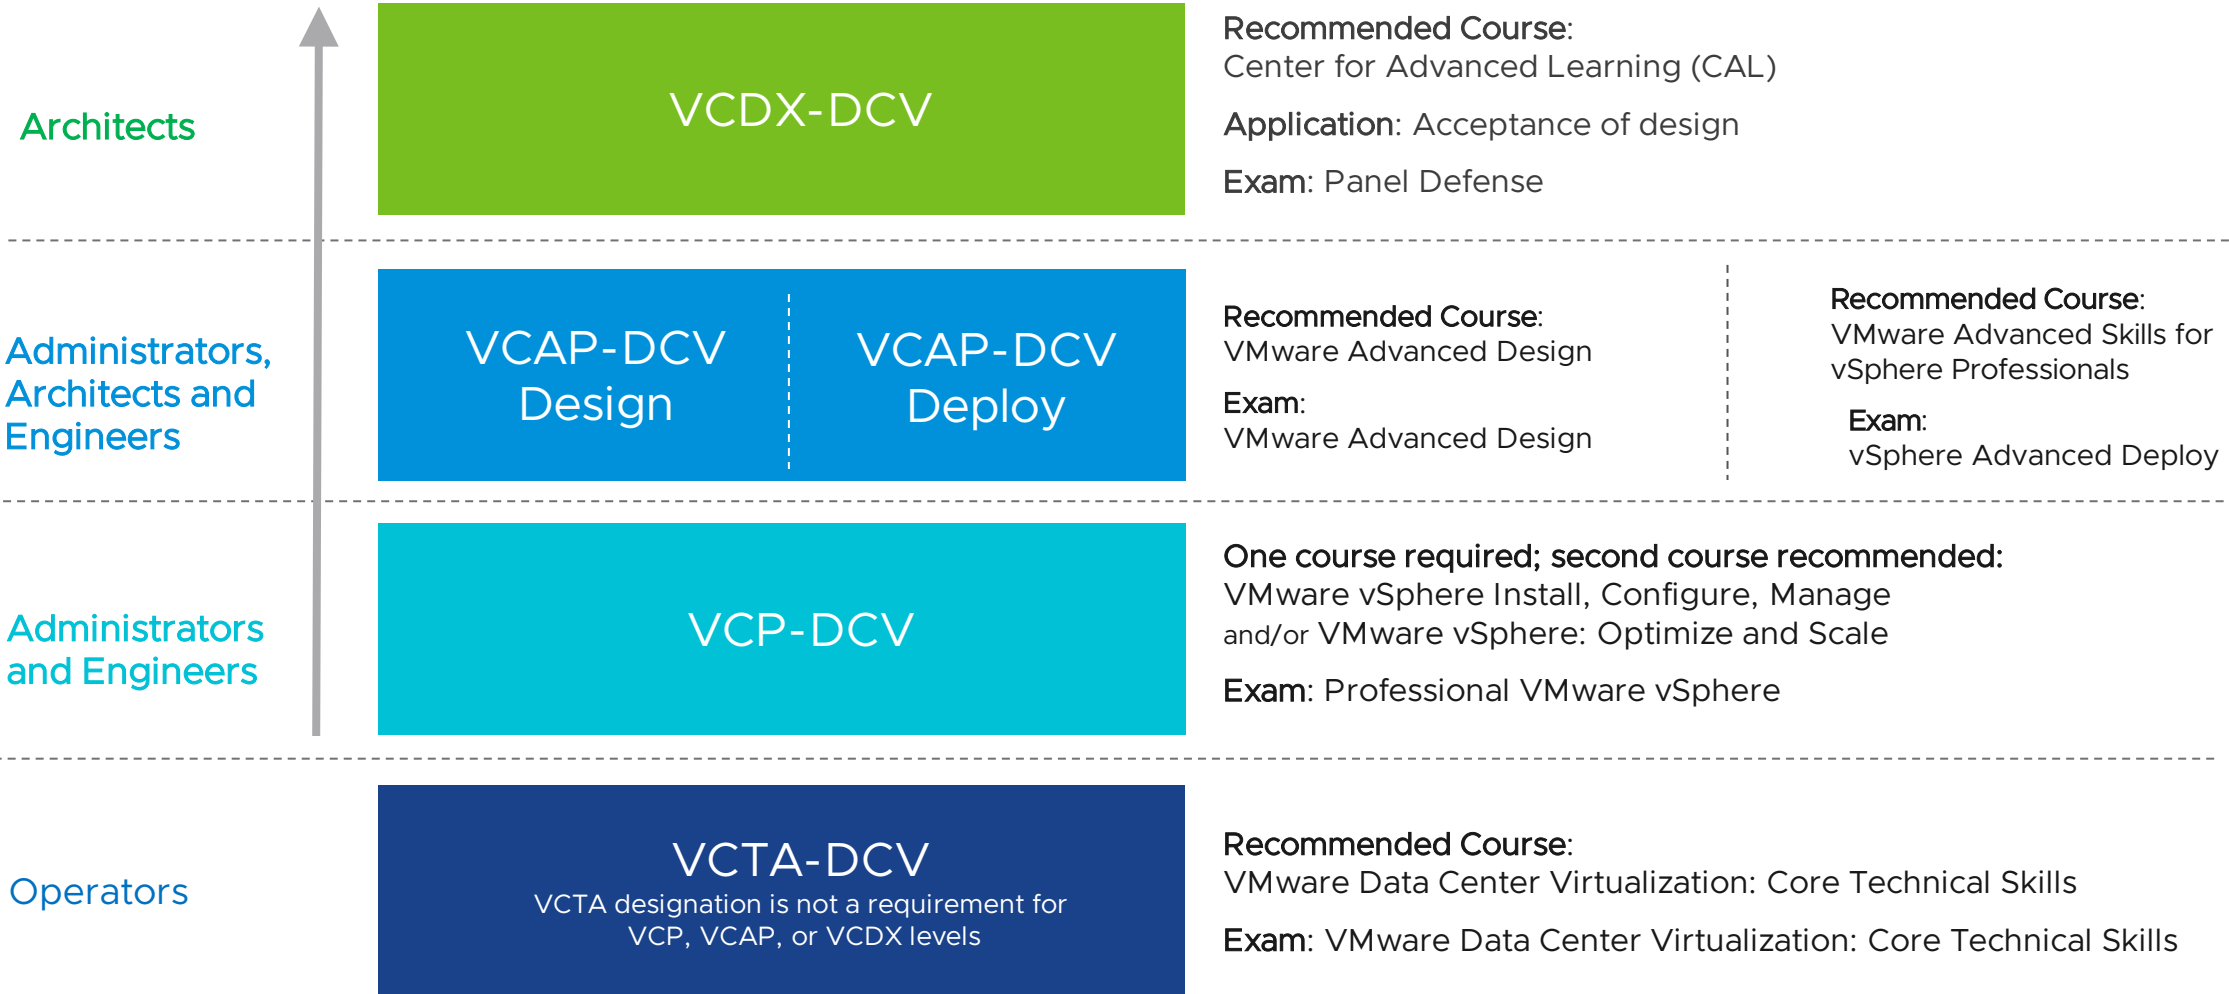 Architects
VCDX-DCV
Recommended Course:
Center for Advanced Learning (CAL)
Application: Acceptance of design
Exam: Panel Defense
Administrators,
Architects and
Engineers
VCAP-DCV
Design
VCAP-DCV
Deploy
Recommended Course:
VMware Advanced Design
Exam:
VMware Advanced Design
Recommended Course:
VMware Advanced Skills for
vSphere Professionals
Exam:
vSphere Advanced Deploy
Administrators
and Engineers
VCP-DCV
One course required; second course recommended:
VMware vSphere Install, Configure, Manage
and/or VMware vSphere: Optimize and Scale
Exam: Professional VMware vSphere
Operators
VCTA-DCV
VCTA designation is not a requirement for
VCP, VCAP, or VCDX levels
Recommended Course:
VMware Data Center Virtualization: Core Technical Skills
Exam: VMware Data Center Virtualization: Core Technical Skills